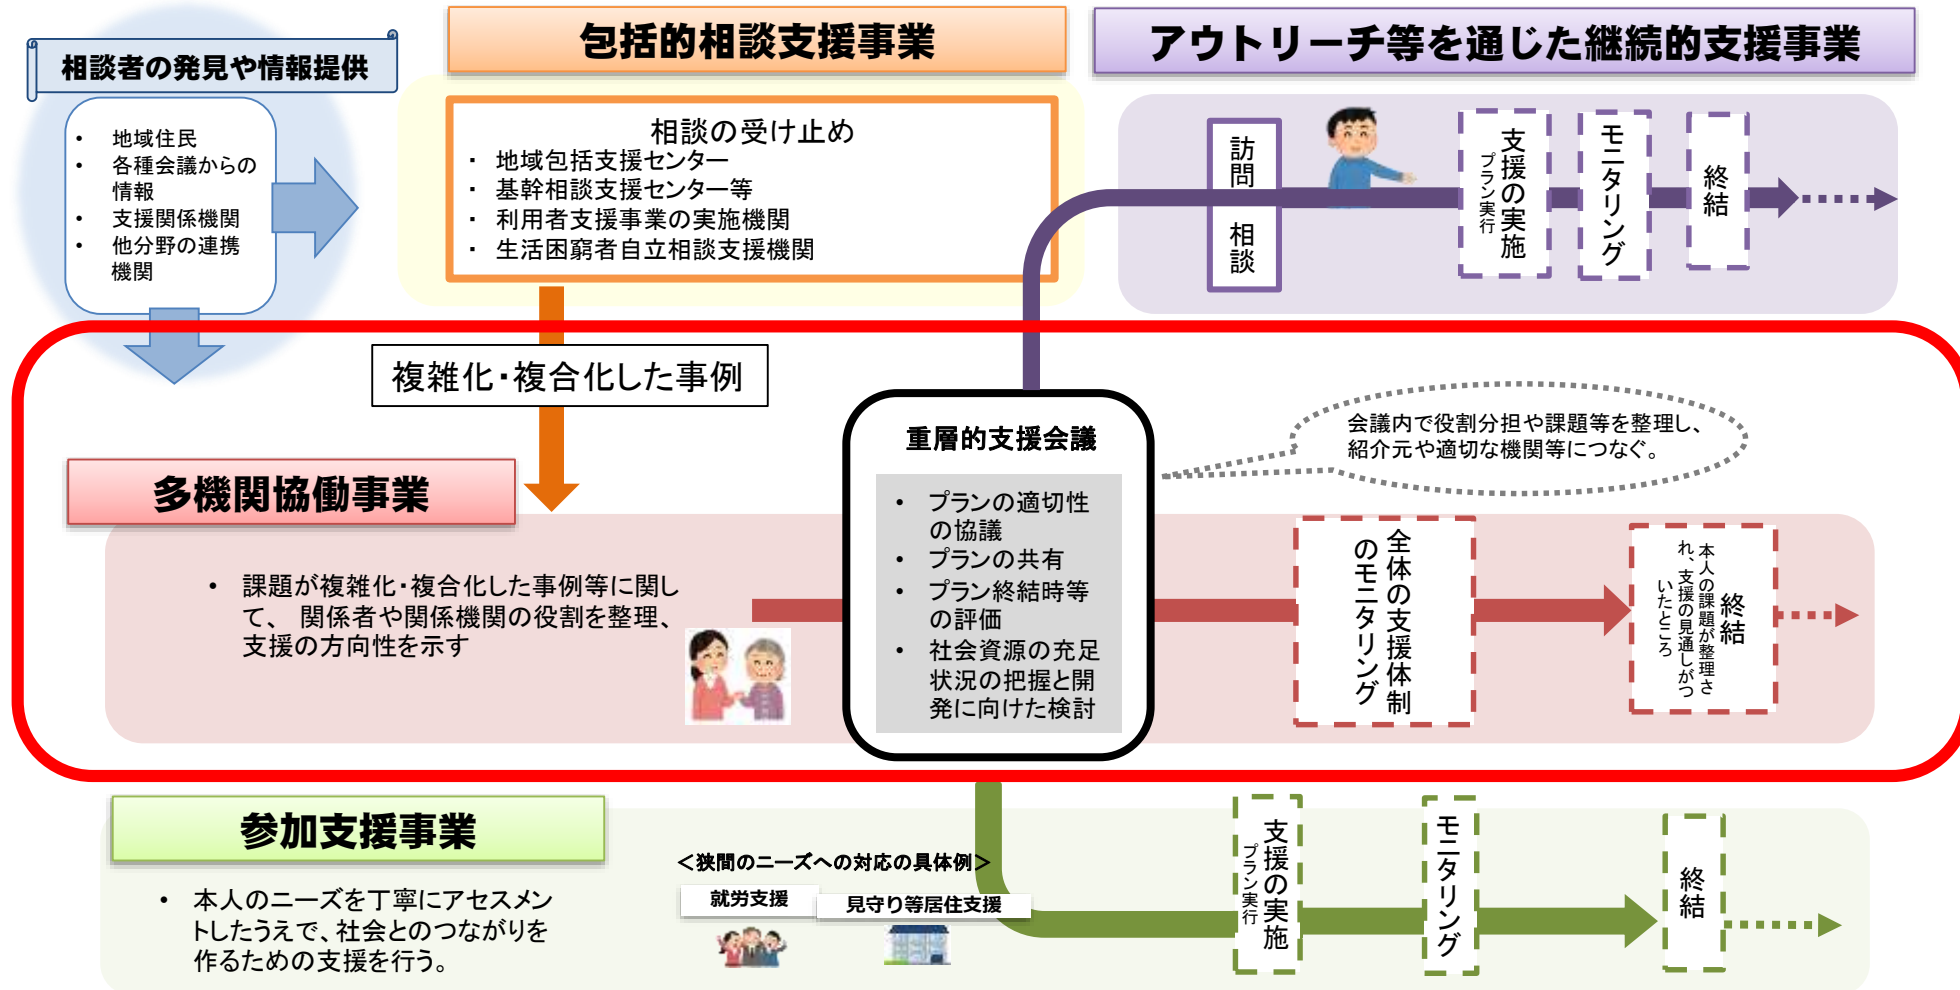 相談者の発見や情報提供
・ 地域住民
・ 各種会議からの
情報
・ 支援関係機関
・ 他分野の連携
機関
包括的相談支援事業
相談の受け止め
・ 地域包括支援センター
・ 基幹相談支援センター等
・ 利用者支援事業の実施機関
・ 生活困窮者自立相談支援機関
アウトリーチ等を通じた継続的支援事業
訪問
相談
支援の実施
プラン実行
モニタリング
終結
複雑化・複合化した事例
多機関協働事業
• 課題が複雑化・複合化した事例等に関し
て、 関係者や関係機関の役割を整理、
支援の方向性を示す
重層的支援会議
• プランの適切性
の協議
• プランの共有
• プラン終結時等
の評価
• 社会資源の充足
状況の把握と開
発に向けた検討
会議内で役割分担や課題等を整理し、
紹介元や適切な機関等につなぐ。
全体の支援体制
のモニタリング
終結
本人の課題が整理さ
れ、支援の見通しがつ
いたところ
参加支援事業
• 本人のニーズを丁寧にアセスメン
トしたうえで、社会とのつながりを
作るための支援を行う。
＜狭間のニーズへの対応の具体例＞
就労支援
見守り等居住支援
支援の実施
プラン実行
モニタリング
終結